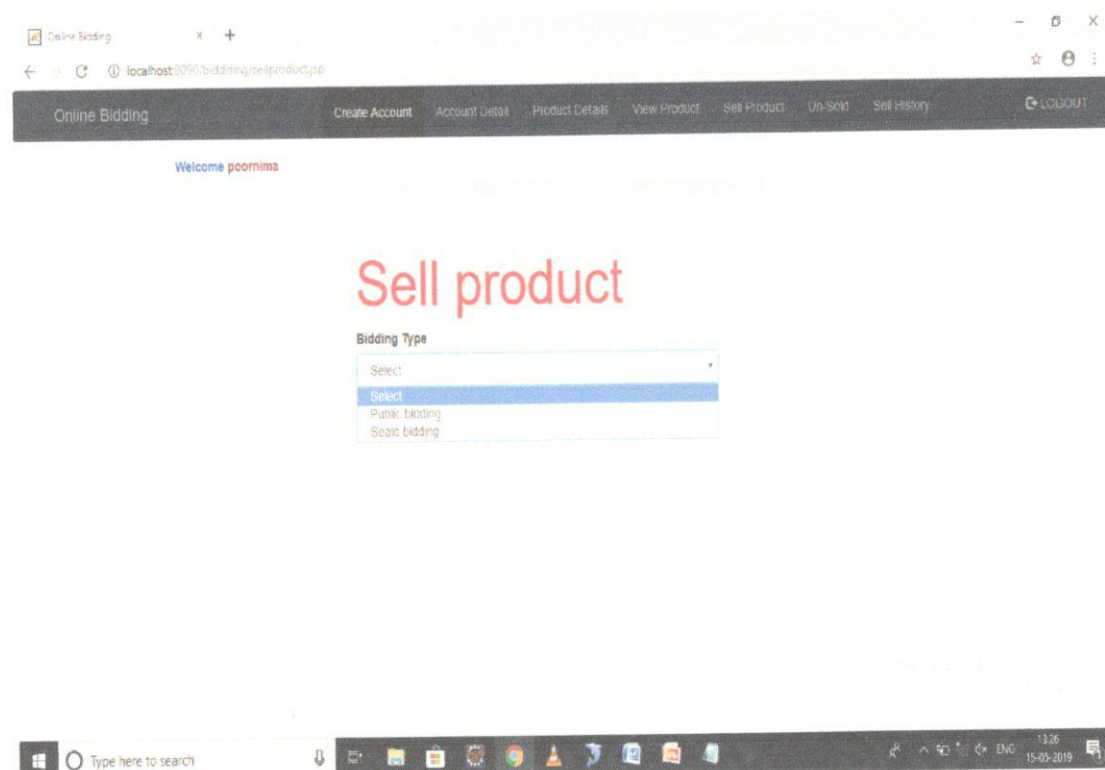 Online Bidding × +
localhost:8090/biddding/sellproduct.jsp
Online Bidding Create Account Account Detail Product Details View Product Sell Product Un-Sold Sell History LOGOUT
Welcome poornima
Sell product
Bidding Type
Select
Select
Public bidding
Seald bidding
Type here to search
ENG
13:26
15-05-2019